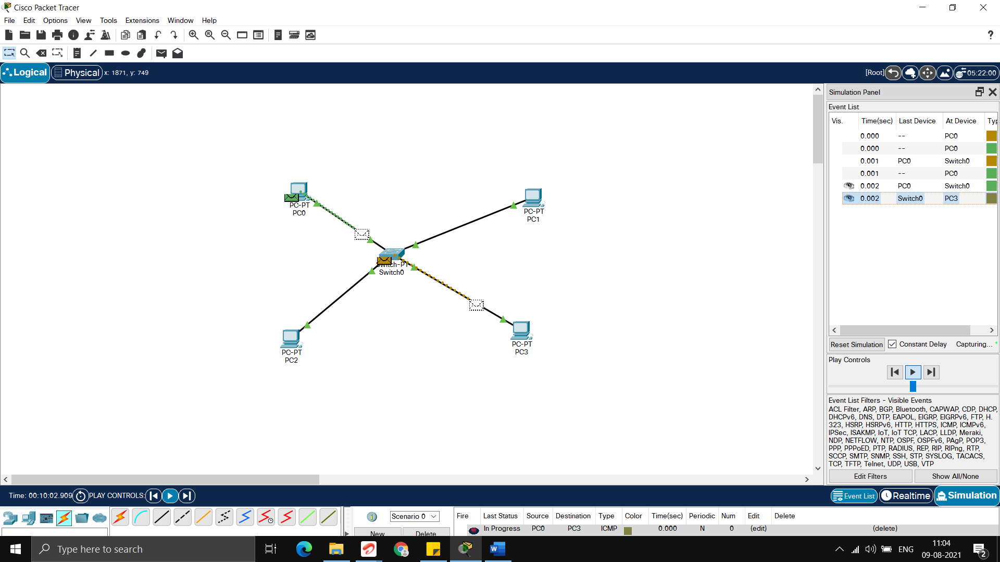 Cisco Packet Tracer
File Edit Options View Tools Extensions Window Help
?
Logical Physical x: 1871, y: 749 [Root] 05:22:00
Simulation Panel
Event List
Vis. Time(sec) Last Device At Device Typ
0.000 -- PC0
0.000 -- PC0
0.001 PC0 Switch0
0.001 -- PC0
0.002 PC0 Switch0
0.002 Switch0 PC3
PC-PT
PC0
PC-PT
PC1
Switch-PT
Switch0
PC-PT
PC2
PC-PT
PC3
Reset Simulation Constant Delay Capturing... *
Play Controls
Event List Filters - Visible Events
ACL Filter, ARP, BGP, Bluetooth, CAPWAP, CDP, DHCP,
DHCPv6, DNS, DTP, EAPOL, EIGRP, EIGRPv6, FTP, H.
323, HSRP, HSRPv6, HTTP, HTTPS, ICMP, ICMPv6,
IPSec, ISAKMP, IoT, IoT TCP, LACP, LLDP, Meraki,
NDP, NETFLOW, NTP, OSPF, OSPFv6, PAgP, POP3,
PPP, PPPoED, PTP, RADIUS, REP, RIP, RIPng, RTP,
SCCP, SMTP, SNMP, SSH, STP, SYSLOG, TACACS,
TCP, TFTP, Telnet, UDP, USB, VTP
Edit Filters Show All/None
Time: 00:10:02.909 PLAY CONTROLS: Event List Realtime Simulation
Scenario 0
New Delete
Fire Last Status Source Destination Type Color Time(sec) Periodic Num Edit Delete
In Progress PC0 PC3 ICMP 0.000 N 0 (edit) (delete)
Type here to search
W
ENG
11:04
09-08-2021
2